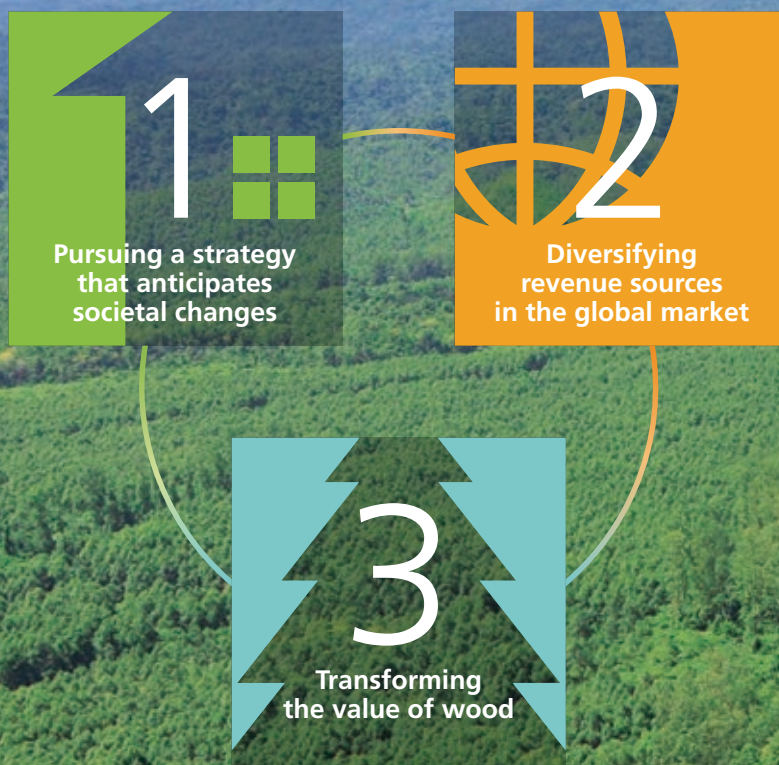 1
Pursuing a strategy
that anticipates
societal changes
2
Diversifying
revenue sources
in the global market
3
Transforming
the value of wood